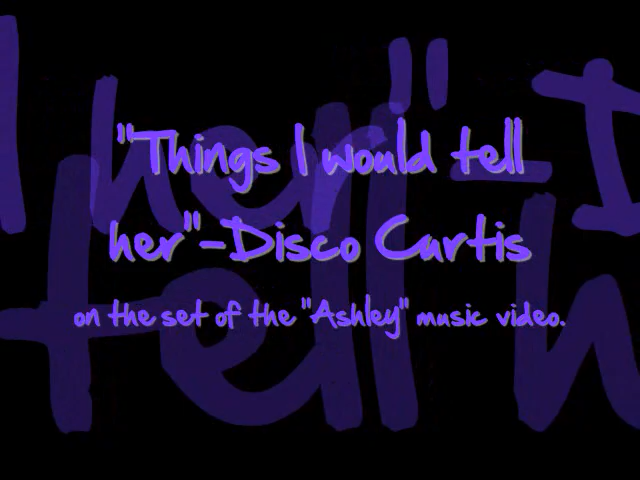 "Things I would tell
her"-Disco Curtis
on the set of the "Ashley" music video.